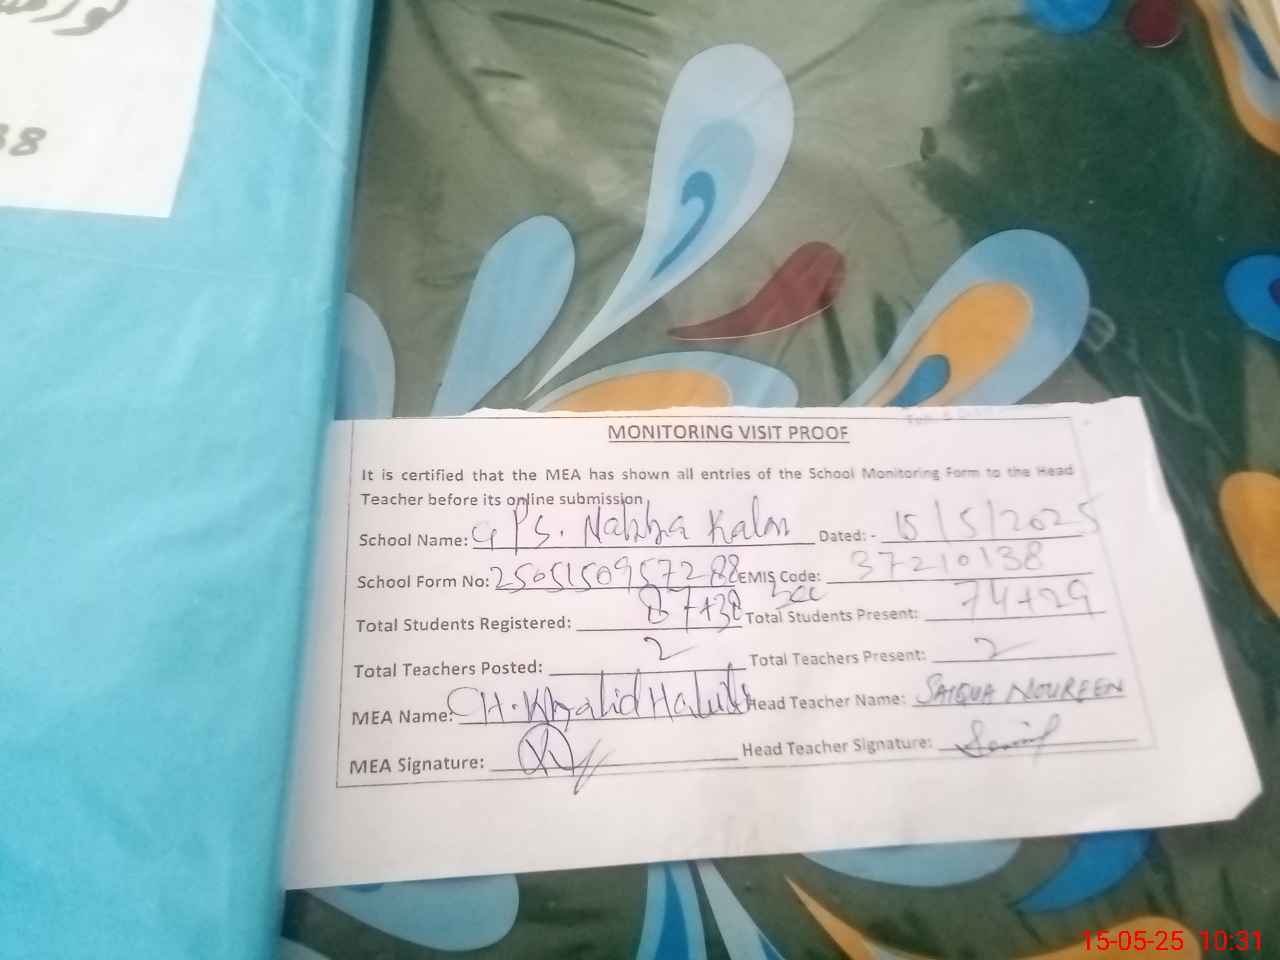 38
MONITORING VISIT PROOF
It is certified that the MEA has shown all entries of the School Monitoring Form to the Head
Teacher before its online submission
School Name: GPS. Nabba Kalan Dated: - 15/5/2025
School Form No: 2505150957288 EMIS Code: 37210138
Total Students Registered: 87+38 Total Students Present: 74+29
Total Teachers Posted: 2 Total Teachers Present: 2
MEA Name: CH. Khalid Head Teacher Name: SAIQUA NOUREEN
MEA Signature: Head Teacher Signature:
15-05-25 10:31